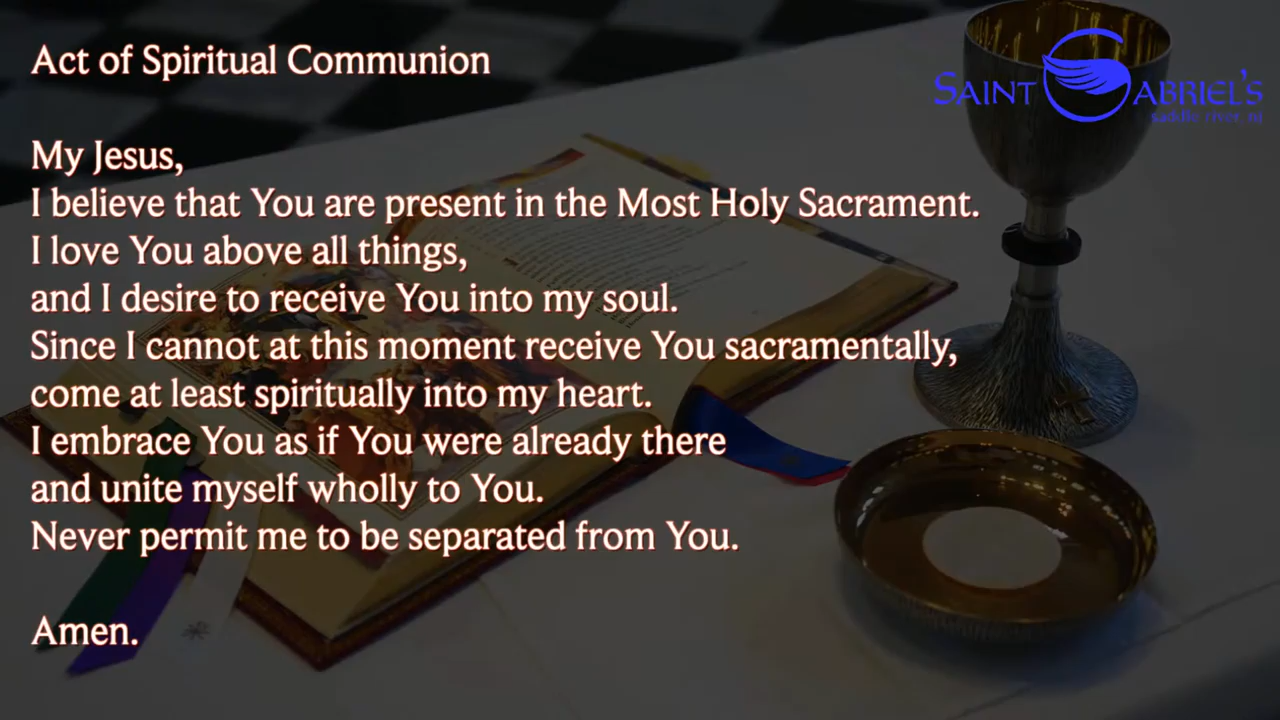 Act of Spiritual Communion
SAINT GABRIEL'S
saddle river, nj
My Jesus,
I believe that You are present in the Most Holy Sacrament.
I love You above all things,
and I desire to receive You into my soul.
Since I cannot at this moment receive You sacramentally,
come at least spiritually into my heart.
I embrace You as if You were already there
and unite myself wholly to You.
Never permit me to be separated from You.
Amen.